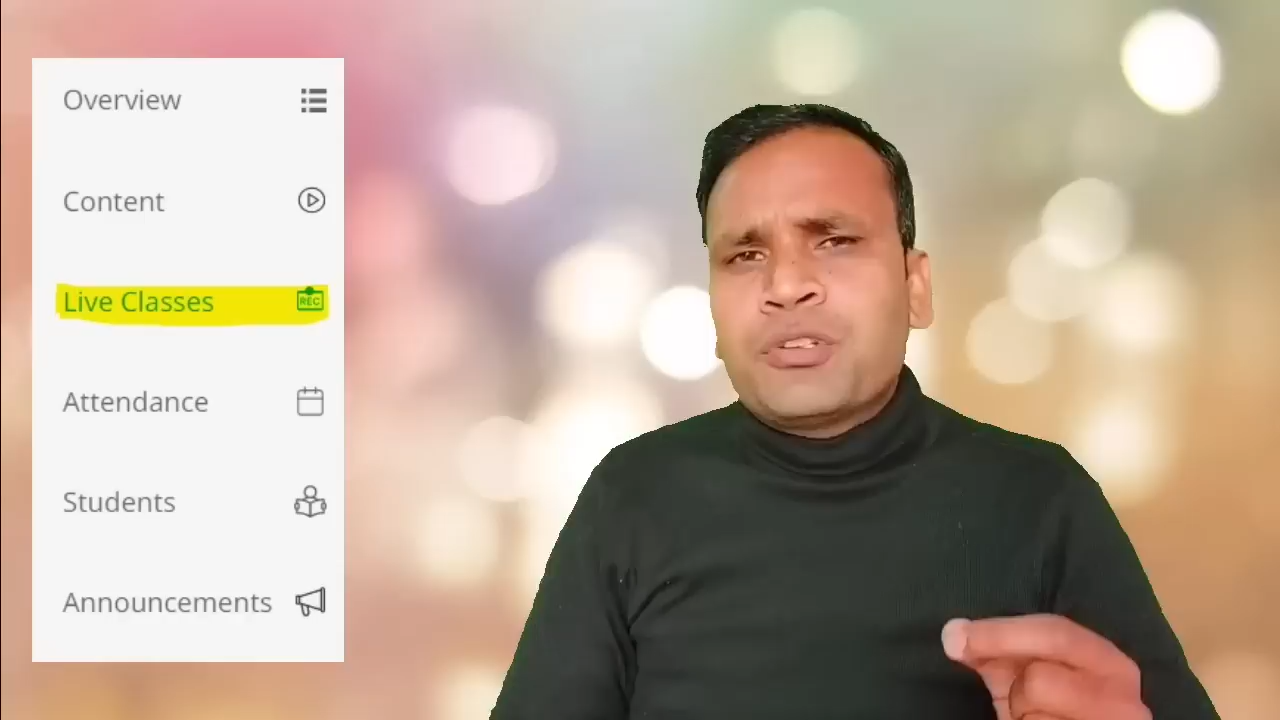 Overview
Content
Live Classes
REC
Attendance
Students
Announcements